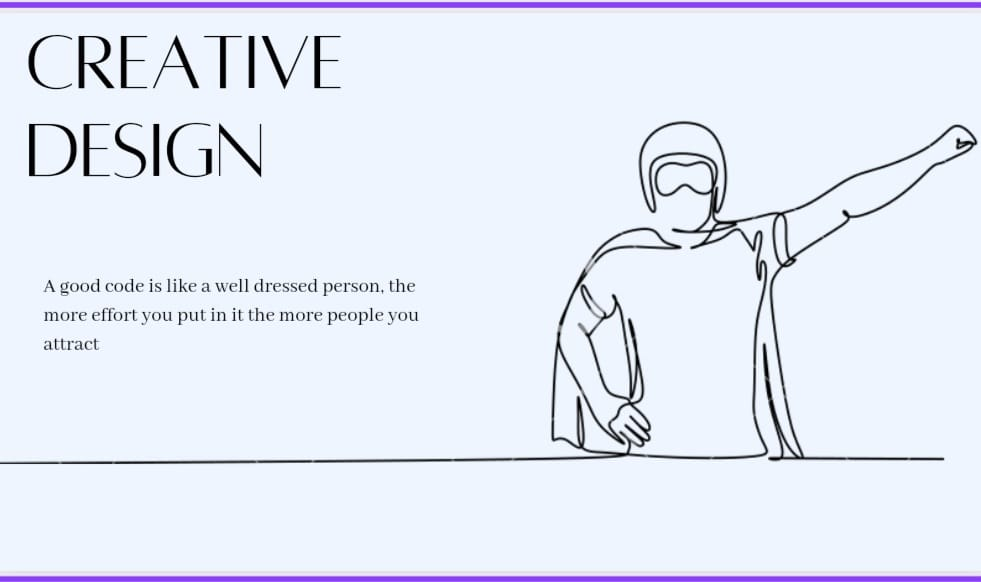 CREATIVE
DESIGN
A good code is like a well dressed person, the
more effort you put in it the more people you
attract